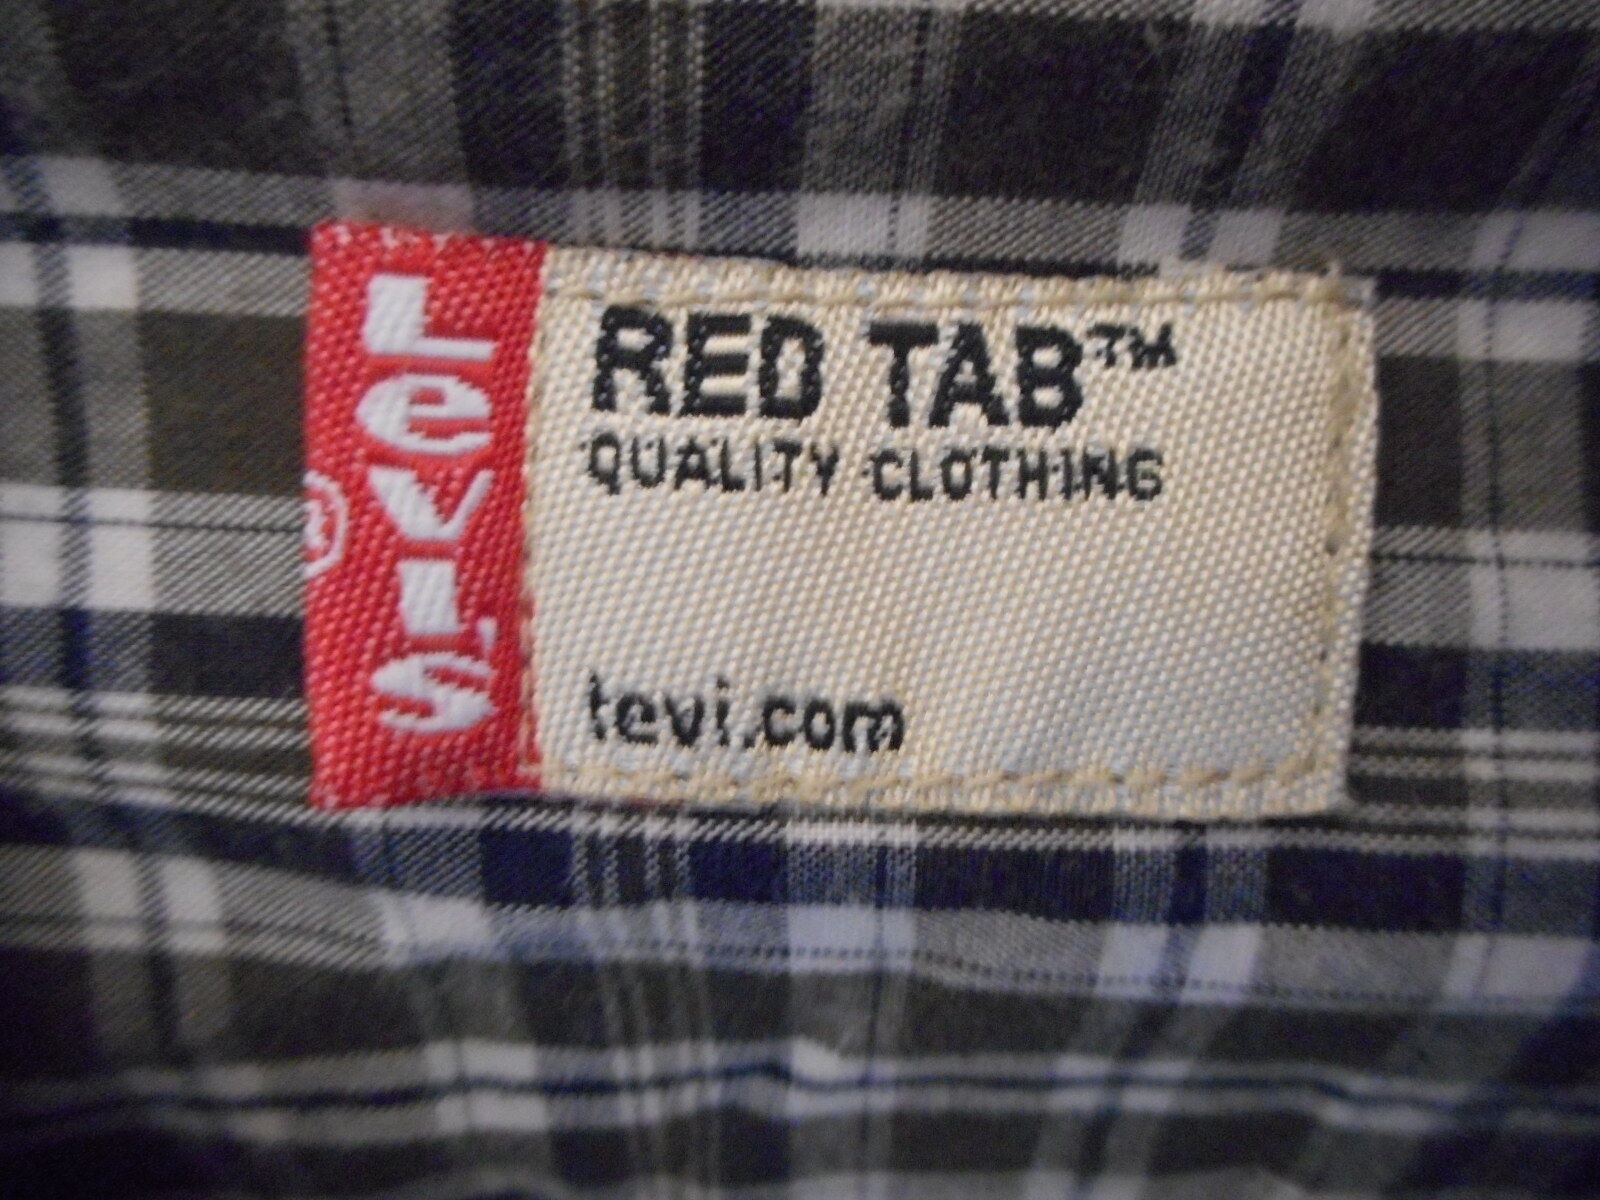 LeVI'S
®
RED TAB™
QUALITY CLOTHING
levi.com